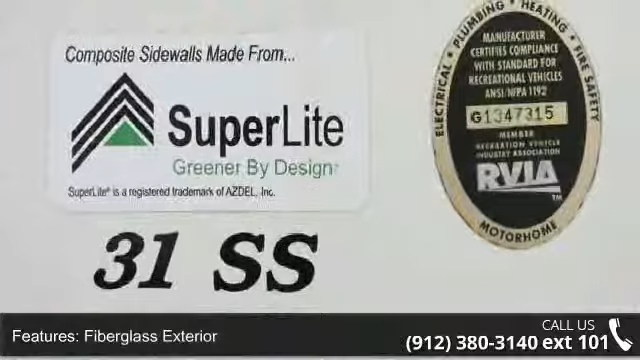 Composite Sidewalls Made From...
SuperLite
Greener By Design
SuperLite® is a registered trademark of AZDEL, Inc.
31 SS
ELECTRICAL • PLUMBING • HEATING • FIRE SAFETY
MANUFACTURER
CERTIFIES COMPLIANCE
WITH STANDARD FOR
RECREATIONAL VEHICLES
ANSI/NFPA 1192
G1347315
MEMBER
RECREATION VEHICLE
INDUSTRY ASSOCIATION
RVIA
TM
MOTORHOME
Features: Fiberglass Exterior
CALL US
(912) 380-3140 ext 101